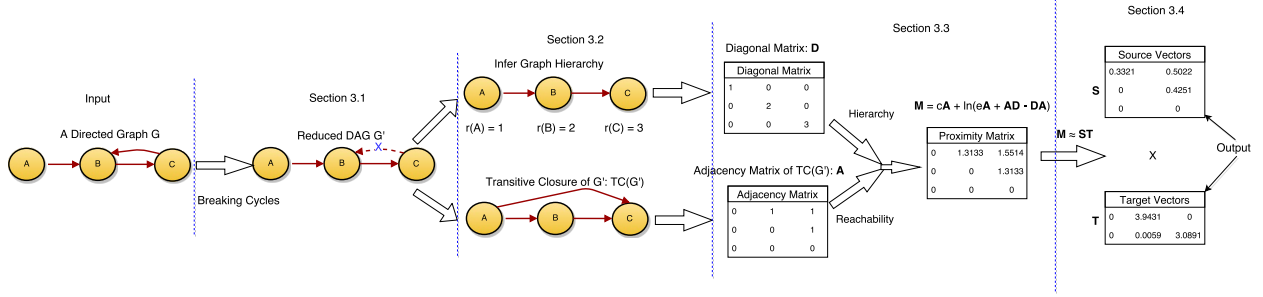 Input
A Directed Graph G
A B C
Breaking Cycles
Section 3.1
Reduced DAG G'
X
A B C
Section 3.2
Infer Graph Hierarchy
A B C
r(A) = 1 r(B) = 2 r(C) = 3
Transitive Closure of G': TC(G')
A B C
Section 3.3
Diagonal Matrix: D
Diagonal Matrix
1 0 0
0 2 0
0 0 3
Adjacency Matrix of TC(G'): A
Adjacency Matrix
0 1 1
0 0 1
0 0 0
Hierarchy
Reachability
M = cA + ln(eA + AD - DA)
Proximity Matrix
0 1.3133 1.5514
0 0 1.3133
0 0 0
M ≈ ST
Section 3.4
Source Vectors
S
0.3321 0.5022
0 0.4251
0 0
X
Output
Target Vectors
T
0 3.9431 0
0 0.0059 3.0891